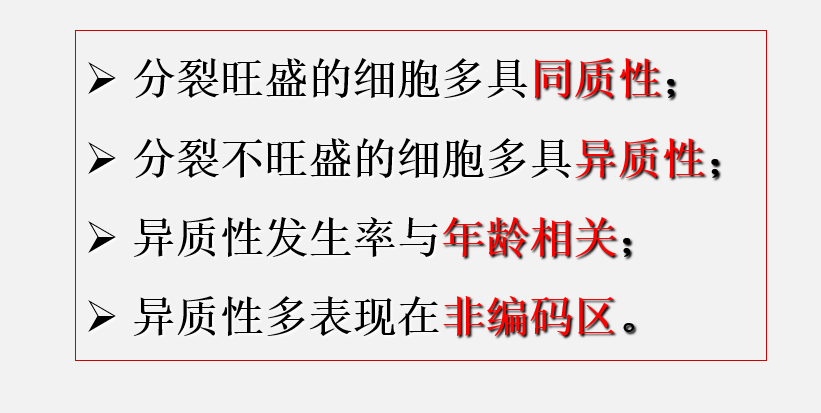 ➢ 分裂旺盛的细胞多具同质性；
➢ 分裂不旺盛的细胞多具异质性；
➢ 异质性发生率与年龄相关；
➢ 异质性多表现在非编码区。